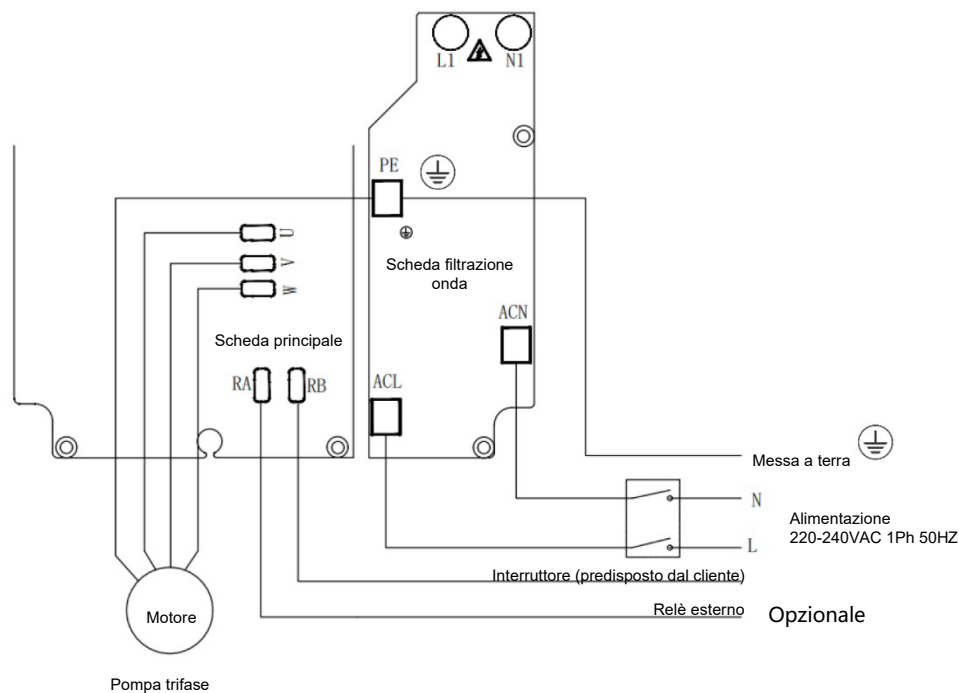 L1
N1
PE
U
V
W
Scheda filtrazione
onda
ACN
Scheda principale
RA
RB
ACL
Messa a terra
N
Alimentazione
220-240VAC 1Ph 50HZ
L
Interruttore (predisposto dal cliente)
Relè esterno
Opzionale
Motore
Pompa trifase